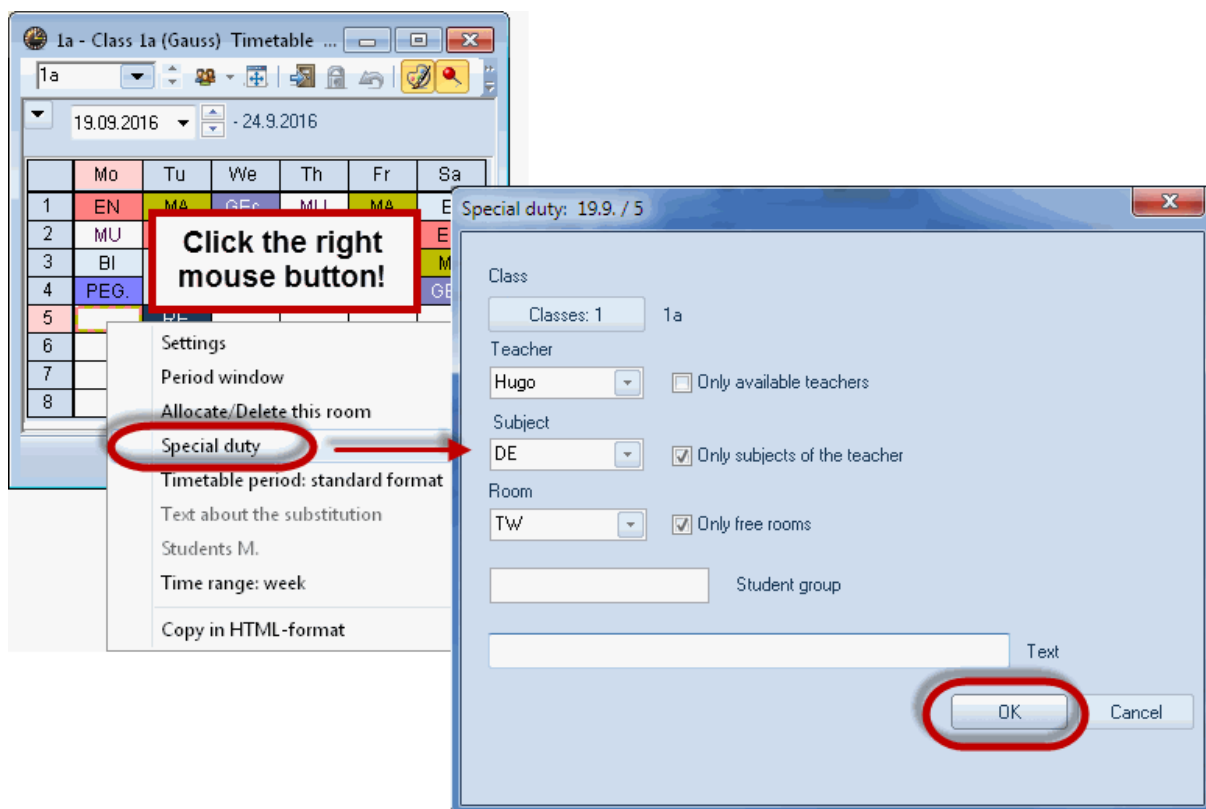 1a - Class 1a (Gauss) Timetable ...
1a
19.09.2016 - 24.9.2016
Mo Tu We Th Fr Sa
1 EN MA GEc MU MA E
2 MU E
3 BI M
4 PEG. GE
5 RE
6
7
8
Click the right
mouse button!
Settings
Period window
Allocate/Delete this room
Special duty
Timetable period: standard format
Text about the substitution
Students M.
Time range: week
Copy in HTML-format
Special duty: 19.9. / 5
Class
Classes: 1 1a
Teacher
Hugo Only available teachers
Subject
DE Only subjects of the teacher
Room
TW Only free rooms
Student group
Text
OK Cancel